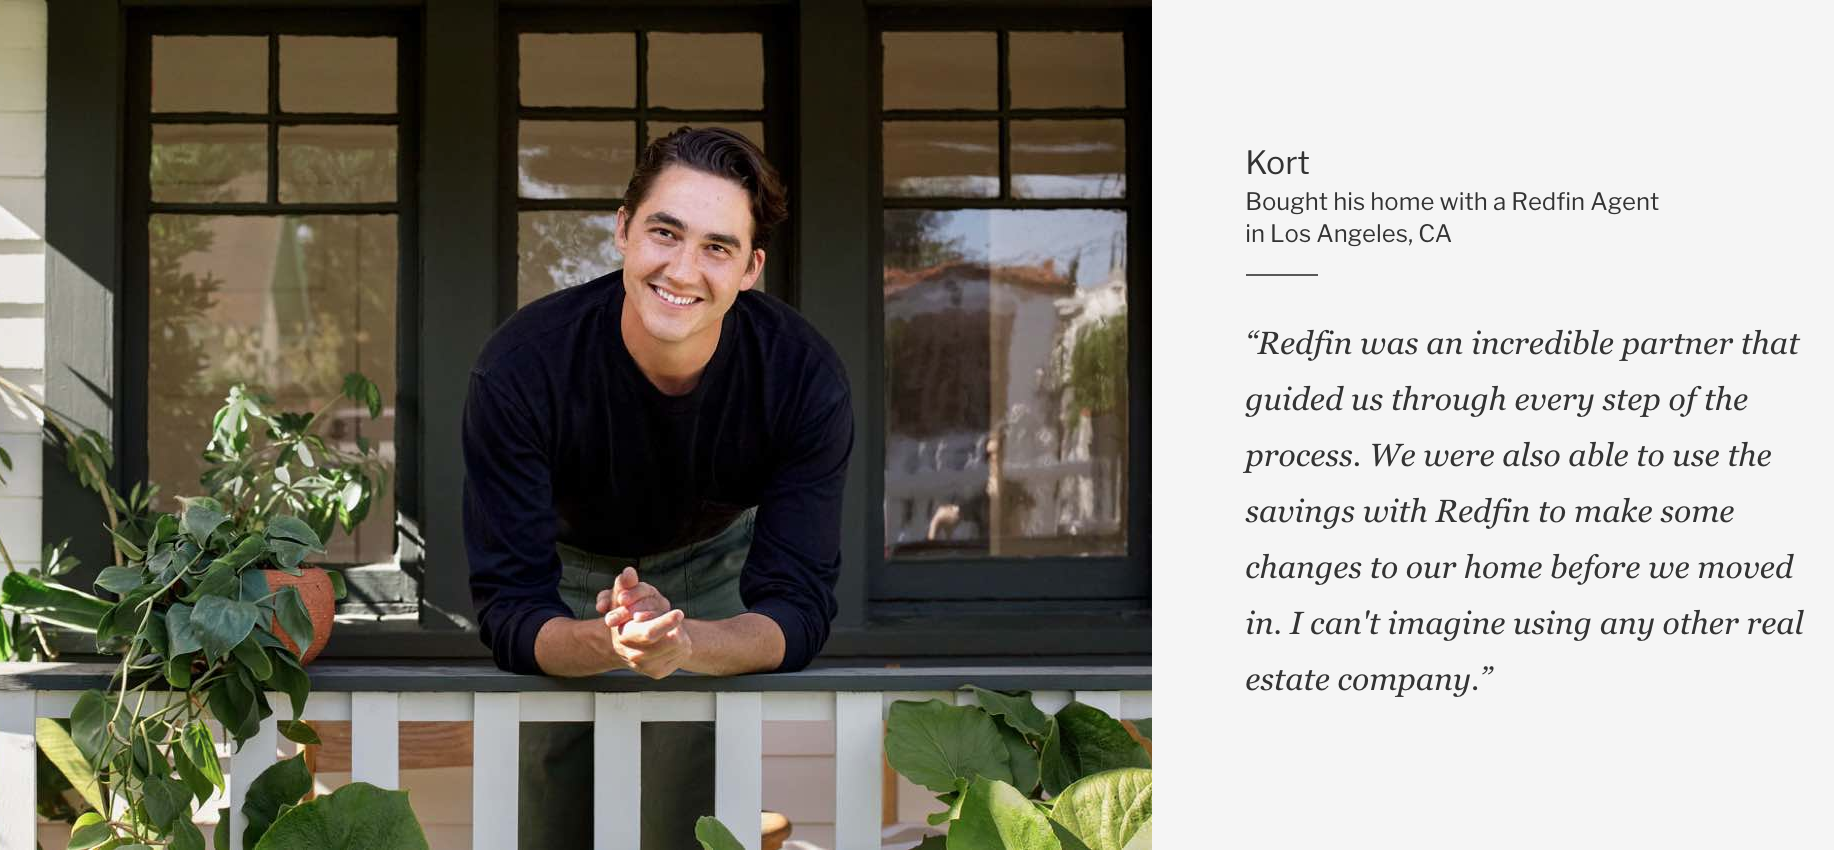 Kort
Bought his home with a Redfin Agent
in Los Angeles, CA
“Redfin was an incredible partner that
guided us through every step of the
process. We were also able to use the
savings with Redfin to make some
changes to our home before we moved
in. I can't imagine using any other real
estate company.”